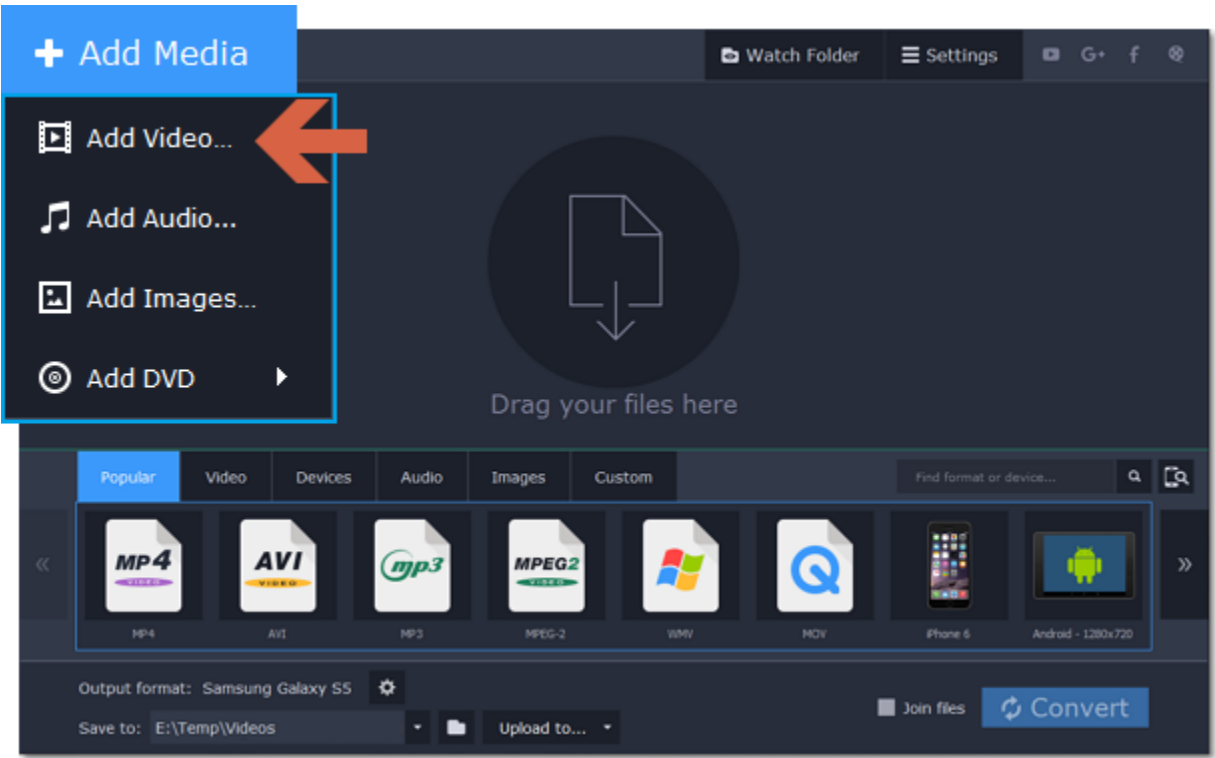 Add Media
Watch Folder
Settings
G+ f
Add Video...
Add Audio...
Add Images...
Add DVD
Drag your files here
Popular Video Devices Audio Images Custom
Find format or device...
MP4 VIDEO
AVI VIDEO
mp3
MPEG2 VIDEO
MP4 AVI MP3 MPEG-2 WMV MOV iPhone 6 Android - 1280x720
Output format: Samsung Galaxy S5
Join files
Convert
Save to: E:\Temp\Videos
Upload to...